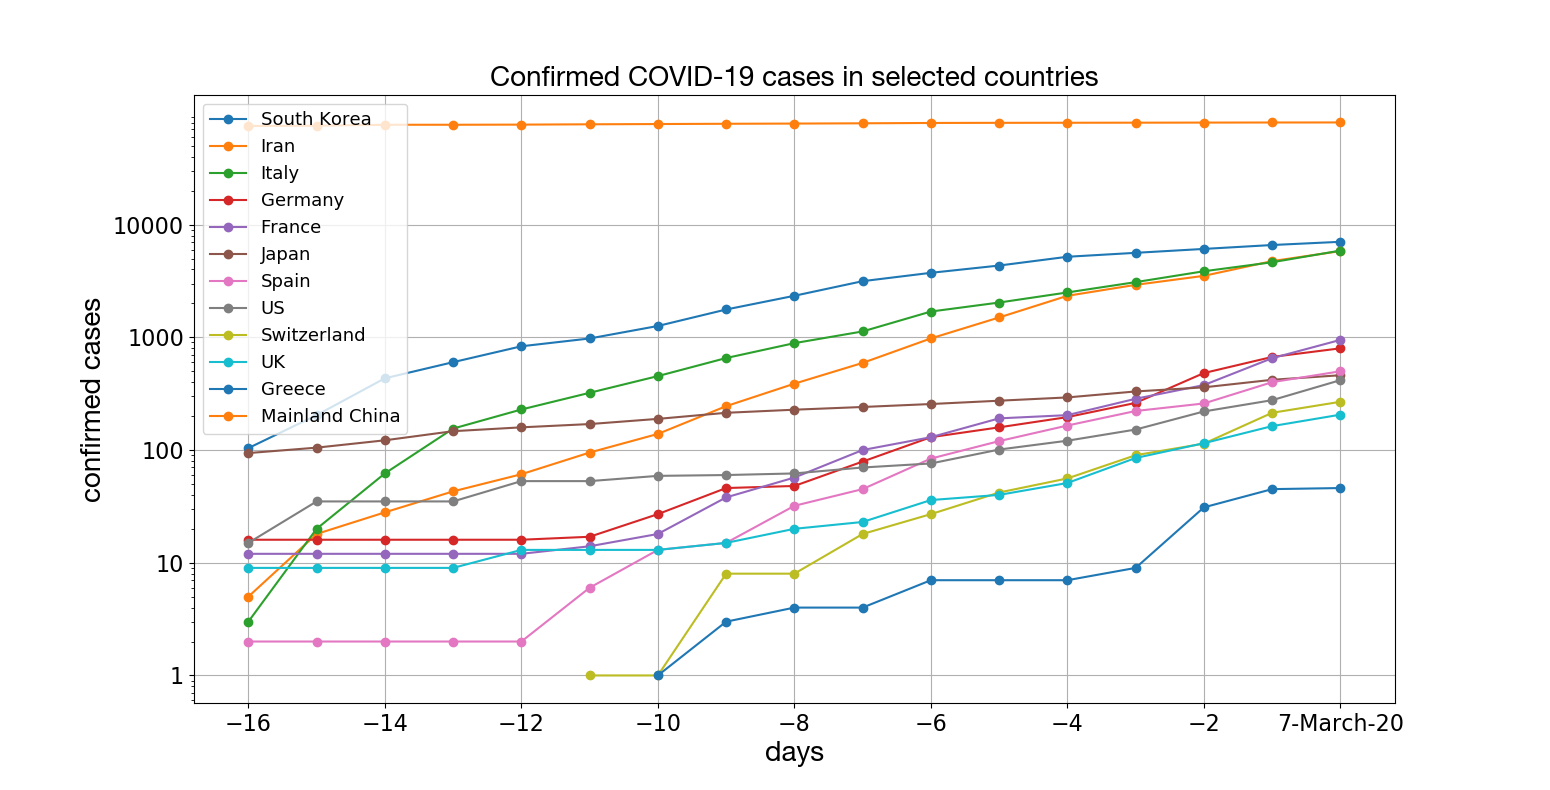 Confirmed COVID-19 cases in selected countries
South Korea
Iran
Italy
Germany
France
Japan
Spain
US
Switzerland
UK
Greece
Mainland China
confirmed cases
10000
1000
100
10
1
−16 −14 −12 −10 −8 −6 −4 −2 7-March-20
days